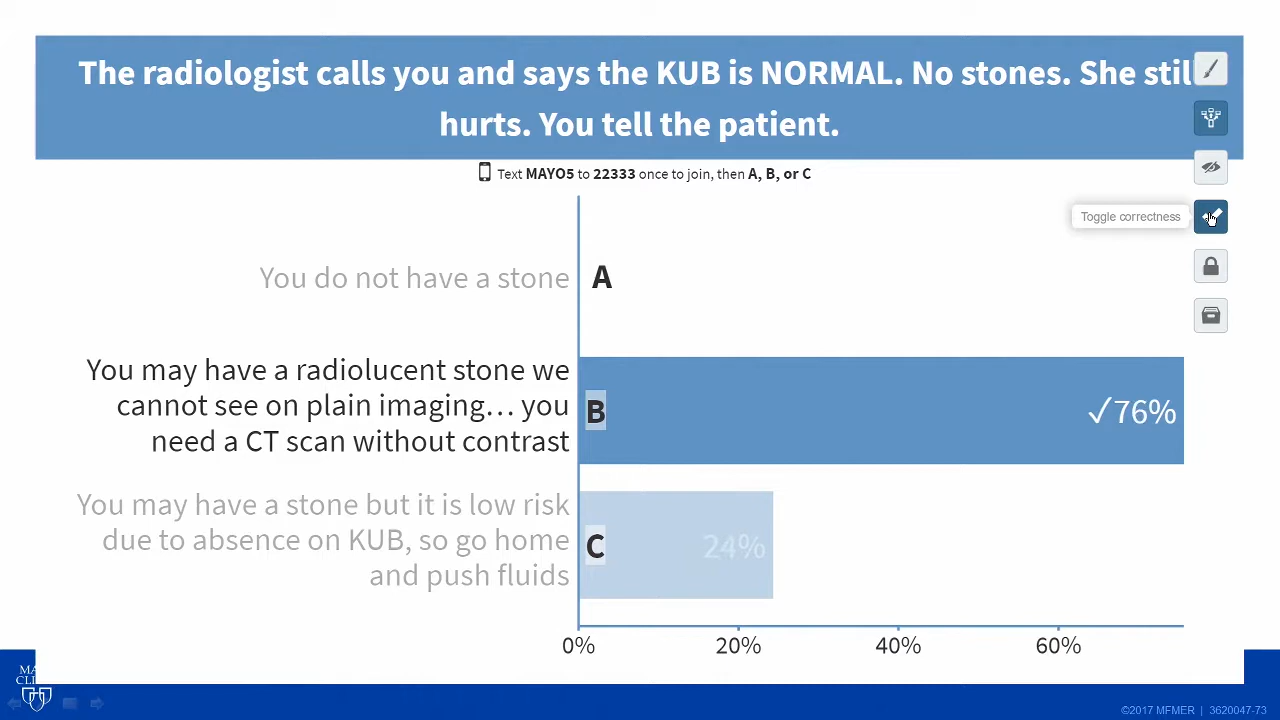 The radiologist calls you and says the KUB is NORMAL. No stones. She stil
hurts. You tell the patient.
Text MAYO5 to 22333 once to join, then A, B, or C
Toggle correctness
You do not have a stone
A
You may have a radiolucent stone we
cannot see on plain imaging... you
need a CT scan without contrast
B
✓76%
You may have a stone but it is low risk
due to absence on KUB, so go home
and push fluids
C
24%
0%
20%
40%
60%
©2017 MFMER | 3620047-73